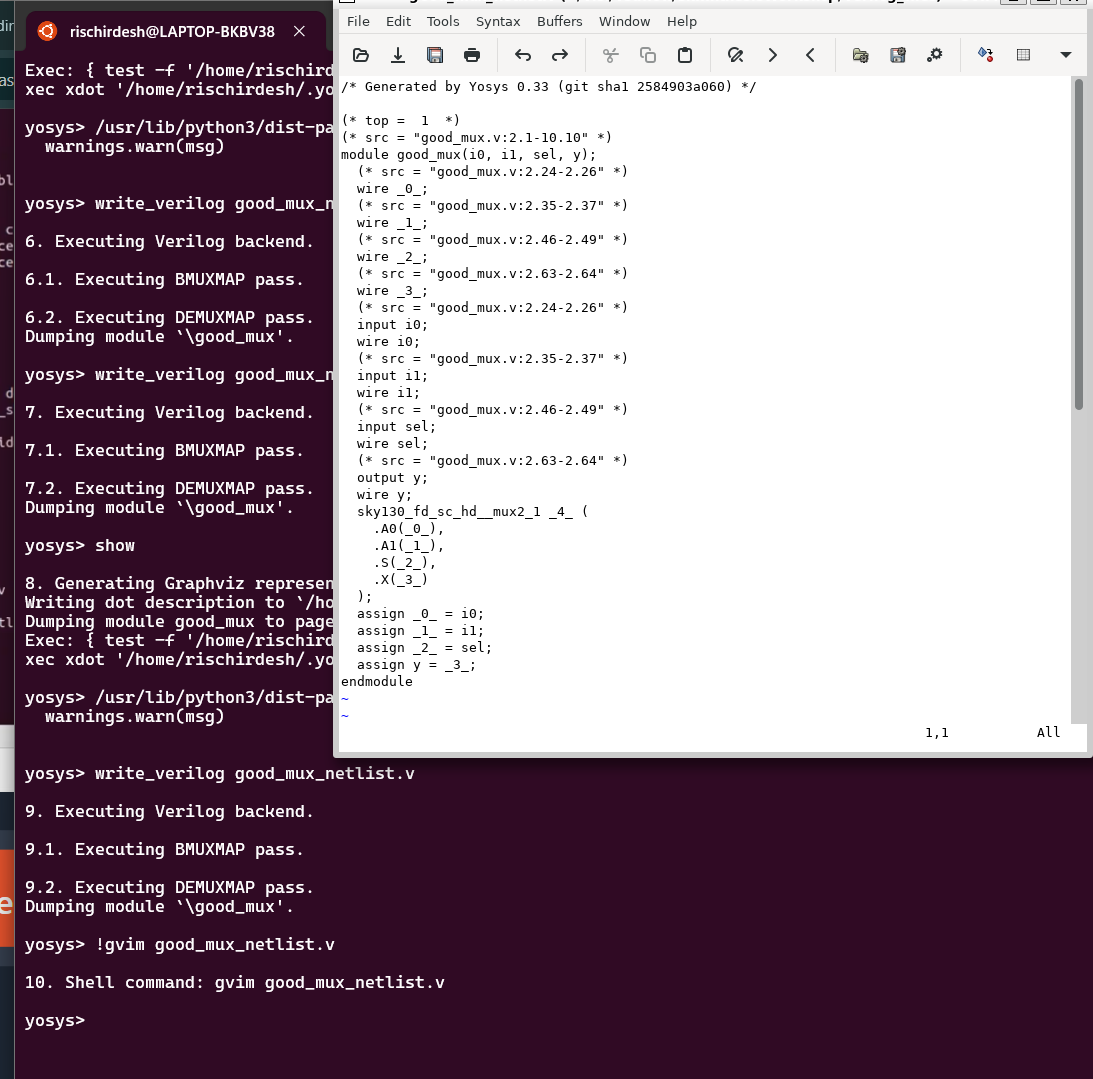 rischirdesh@LAPTOP-BKBV38
Exec: { test -f '/home/rischird
xec xdot '/home/rischirdesh/.yo
yosys> /usr/lib/python3/dist-pa
warnings.warn(msg)
yosys> write_verilog good_mux_n
6. Executing Verilog backend.
6.1. Executing BMUXMAP pass.
6.2. Executing DEMUXMAP pass.
Dumping module `\good_mux'.
yosys> write_verilog good_mux_n
7. Executing Verilog backend.
7.1. Executing BMUXMAP pass.
7.2. Executing DEMUXMAP pass.
Dumping module `\good_mux'.
yosys> show
8. Generating Graphviz represen
Writing dot description to `/ho
Dumping module good_mux to page
Exec: { test -f '/home/rischird
xec xdot '/home/rischirdesh/.yo
yosys> /usr/lib/python3/dist-pa
warnings.warn(msg)
yosys> write_verilog good_mux_netlist.v
9. Executing Verilog backend.
9.1. Executing BMUXMAP pass.
9.2. Executing DEMUXMAP pass.
Dumping module `\good_mux'.
yosys> !gvim good_mux_netlist.v
10. Shell command: gvim good_mux_netlist.v
yosys>
File Edit Tools Syntax Buffers Window Help
/* Generated by Yosys 0.33 (git sha1 2584903a060) */
(* top =  1  *)
(* src = "good_mux.v:2.1-10.10" *)
module good_mux(i0, i1, sel, y);
(* src = "good_mux.v:2.24-2.26" *)
wire _0_;
(* src = "good_mux.v:2.35-2.37" *)
wire _1_;
(* src = "good_mux.v:2.46-2.49" *)
wire _2_;
(* src = "good_mux.v:2.63-2.64" *)
wire _3_;
(* src = "good_mux.v:2.24-2.26" *)
input i0;
wire i0;
(* src = "good_mux.v:2.35-2.37" *)
input i1;
wire i1;
(* src = "good_mux.v:2.46-2.49" *)
input sel;
wire sel;
(* src = "good_mux.v:2.63-2.64" *)
output y;
wire y;
sky130_fd_sc_hd__mux2_1 _4_ (
.A0(_0_),
.A1(_1_),
.S(_2_),
.X(_3_)
);
assign _0_ = i0;
assign _1_ = i1;
assign _2_ = sel;
assign y = _3_;
endmodule
~
~
1,1 All